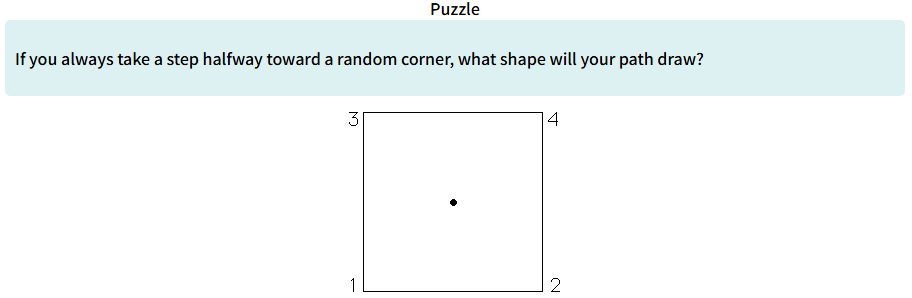 Puzzle
If you always take a step halfway toward a random corner, what shape will your path draw?
3 4
1 2